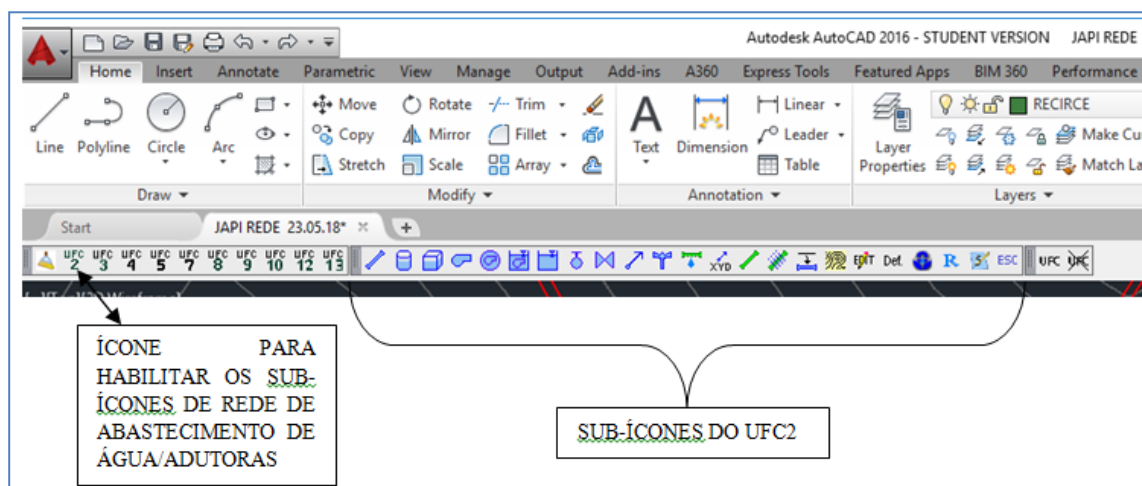 Autodesk AutoCAD 2016 - STUDENT VERSION JAPI REDE
Home Insert Annotate Parametric View Manage Output Add-ins A360 Express Tools Featured Apps BIM 360 Performance
Move Rotate Trim Linear RECIRCE
Copy Mirror Fillet Leader Make Cu
Line Polyline Circle Arc Text Dimension Layer Properties
Stretch Scale Array Table Match La
Draw Modify Annotation Layers
Start JAPI REDE 23.05.18*
UFC 2 UFC 3 UFC 4 UFC 5 UFC 7 UFC 8 UFC 9 UFC 10 UFC 12 UFC 13 XYD Def. R ESC UFC UFC
ÍCONE PARA
HABILITAR OS SUB-
ÍCONES DE REDE DE
ABASTECIMENTO DE
ÁGUA/ADUTORAS
SUB-ÍCONES DO UFC2